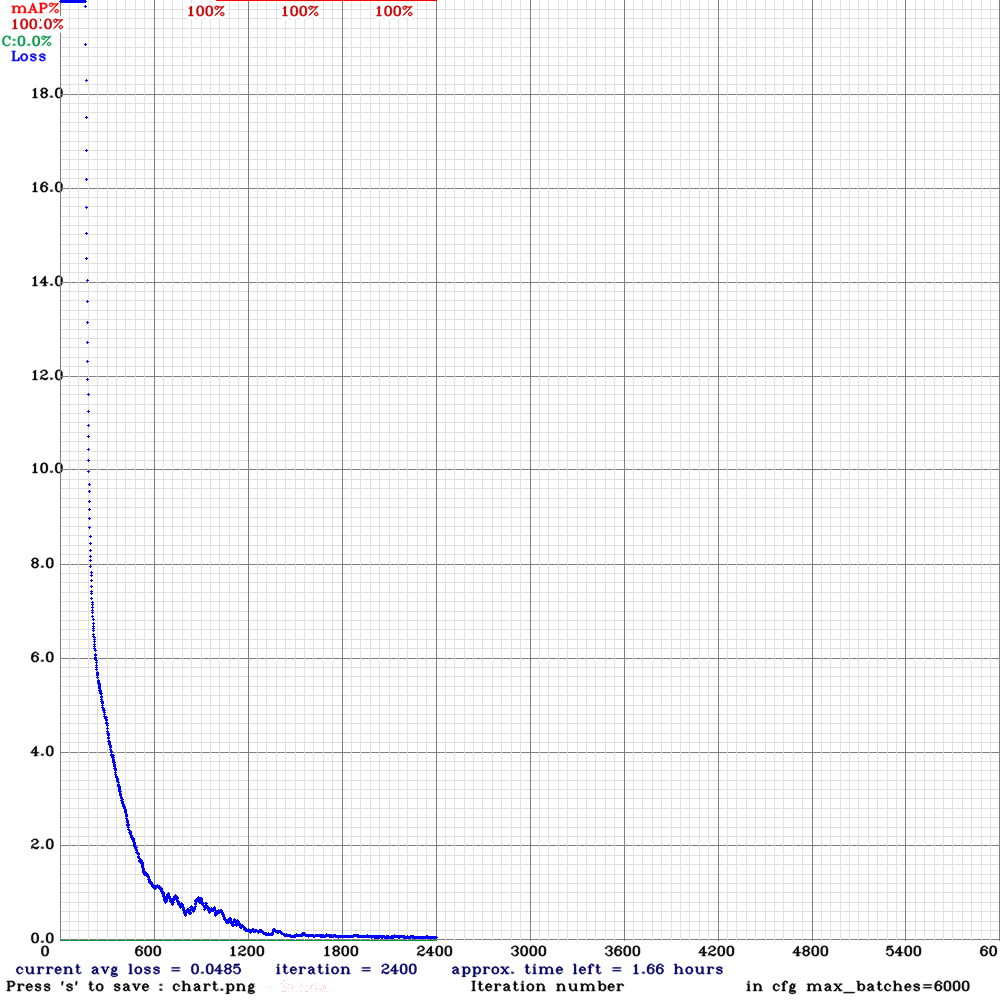 mAP%
100.0%
C:0.0%
Loss
100% 100% 100%
18.0
16.0
14.0
12.0
10.0
8.0
6.0
4.0
2.0
0.0
0 600 1200 1800 2400 3000 3600 4200 4800 5400 60
current avg loss = 0.0485 iteration = 2400 approx. time left = 1.66 hours
Press 's' to save : chart.png Iteration number in cfg max_batches=6000